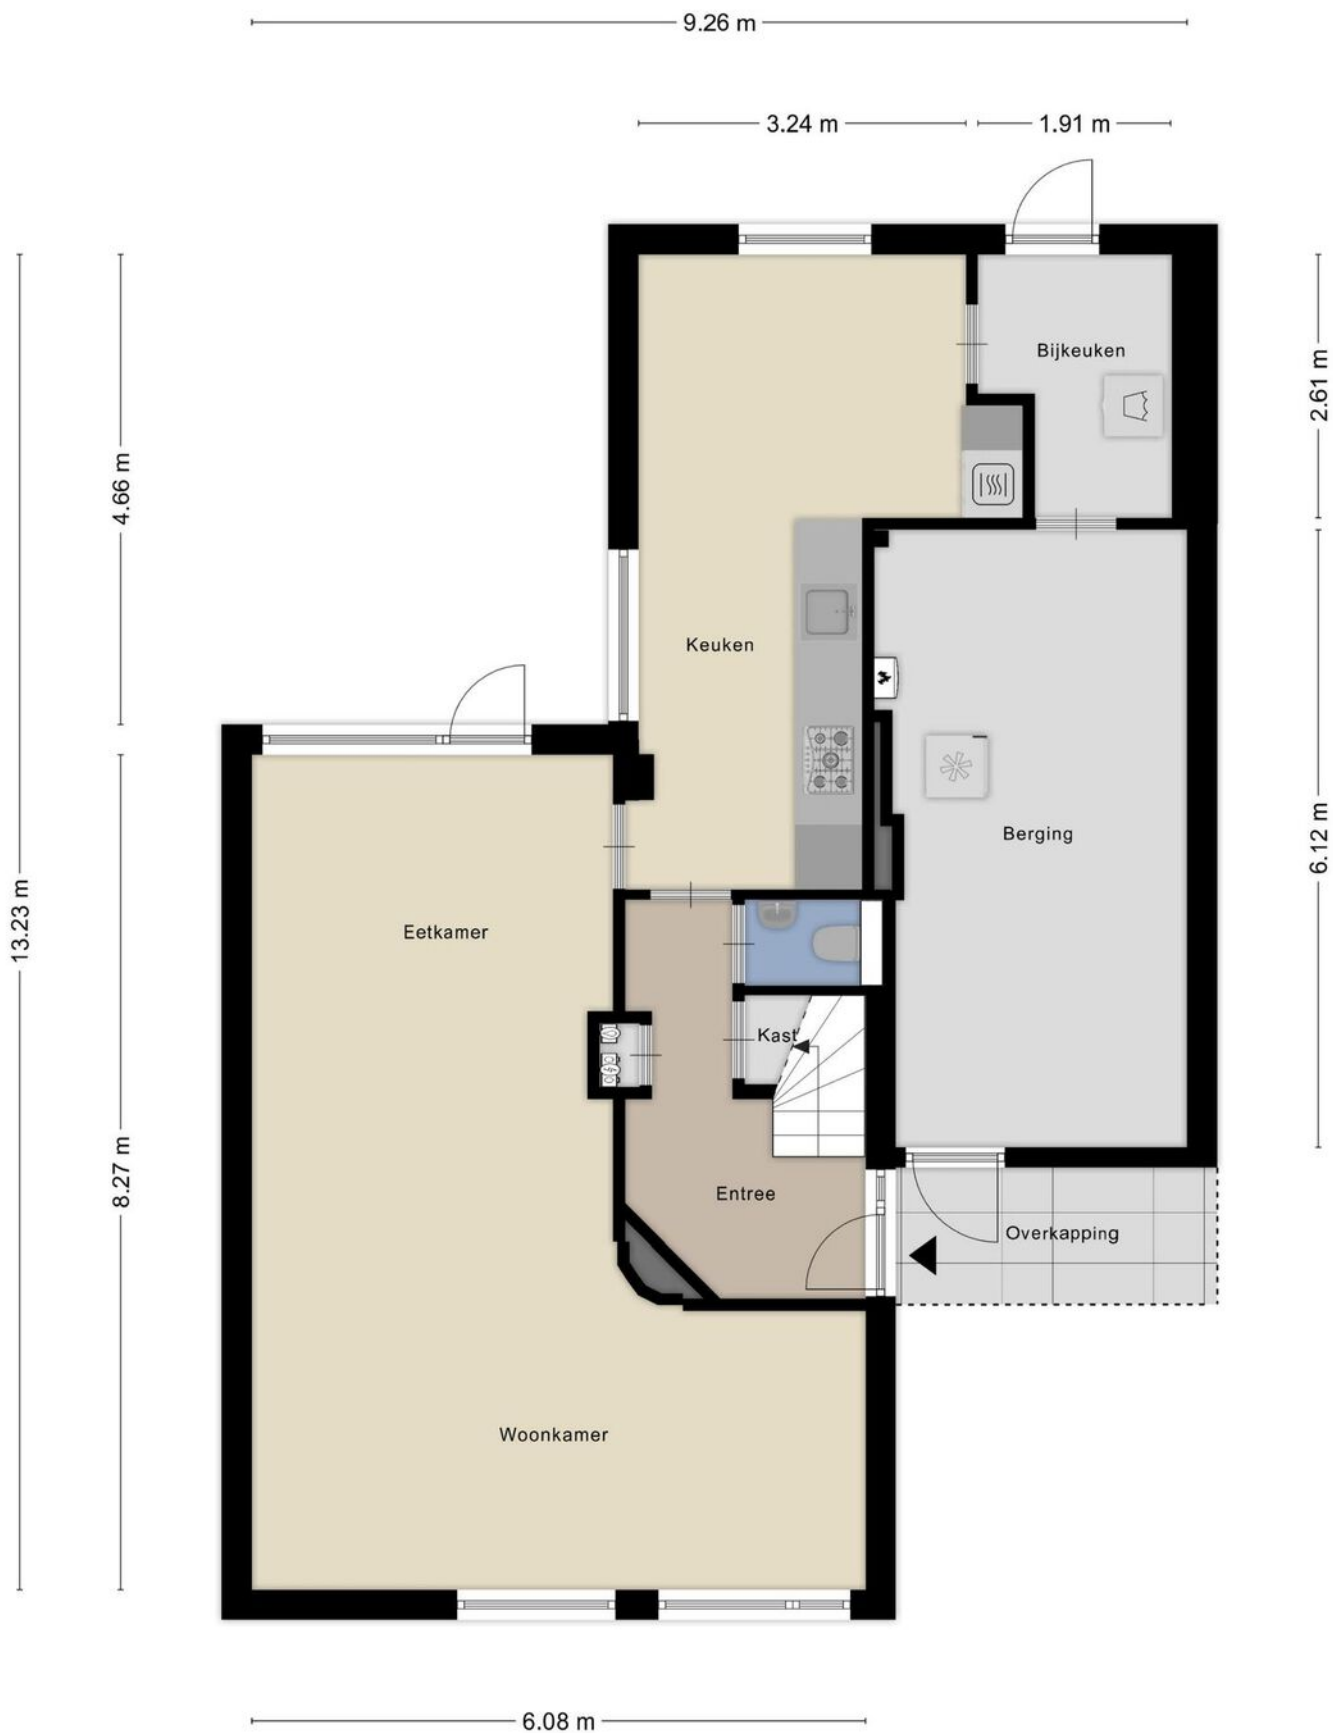 9.26 m
3.24 m
1.91 m
Bijkeuken
2.61 m
4.66 m
Keuken
Berging
6.12 m
13.23 m
Eetkamer
Kast
8.27 m
Entree
Overkapping
Woonkamer
6.08 m